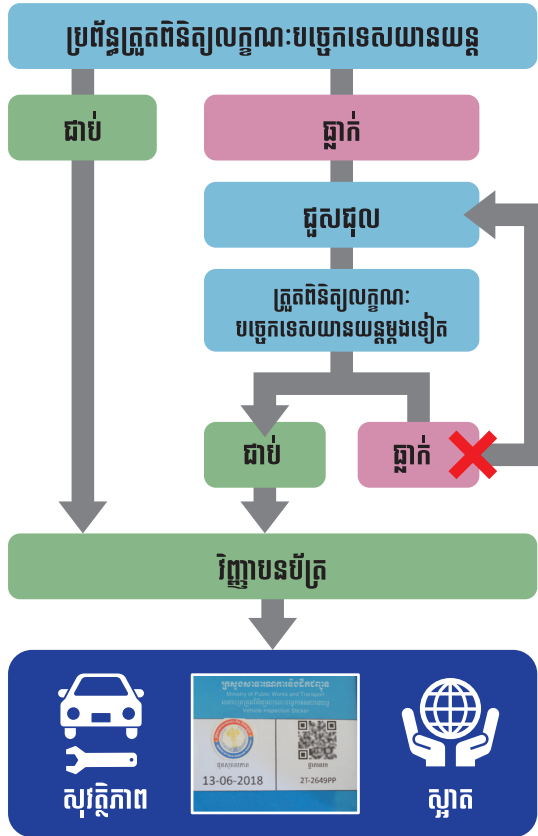 ប្រព័ន្ធត្រួតពិនិត្យលក្ខណៈបច្ចេកទេសយានយន្ត
ជាប់
ធ្លាក់
ជួសជុល
ត្រួតពិនិត្យលក្ខណៈ
បច្ចេកទេសយានយន្តម្តងទៀត
ជាប់
ធ្លាក់
វិញ្ញាបនប័ត្រ
ក្រសួងសាធារណការនិងដឹកជញ្ជូន
Ministry of Public Works and Transport
Vehicle Inspection Sticker
13-06-2018
2T-2649PP
សុវត្ថិភាព
ស្អាត